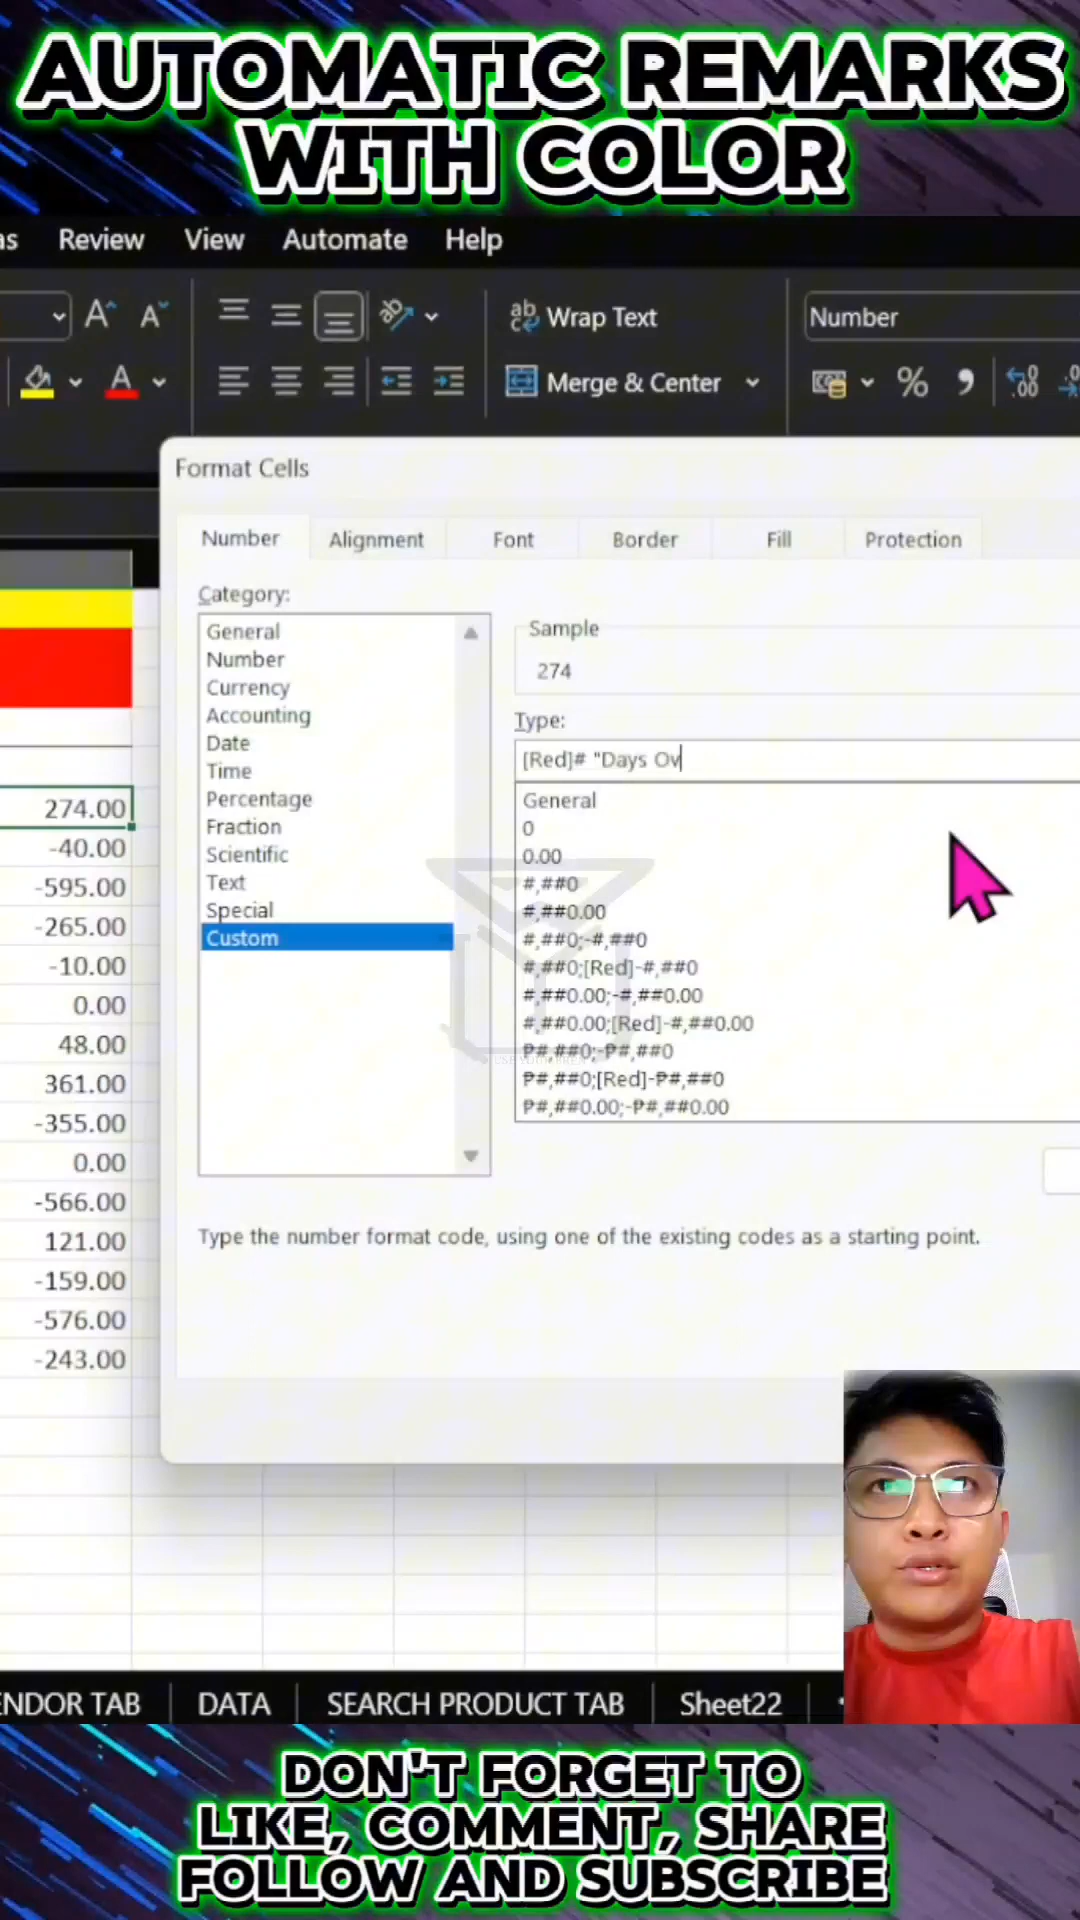 AUTOMATIC REMARKS
WITH COLOR
as Review View Automate Help
ab Wrap Text
Number
Merge & Center
Format Cells
Number Alignment Font Border Fill Protection
Category:
General
Number
Currency
Accounting
Date
Time
Percentage
Fraction
Scientific
Text
Special
Custom
Sample
274
Type:
[Red]# "Days Ov
General
0
0.00
#,##0
#,##0.00
#,##0;-#,##0
#,##0;[Red]-#,##0
#,##0.00;-#,##0.00
#,##0.00;[Red]-#,##0.00
₱#,##0;-₱#,##0
₱#,##0;[Red]-₱#,##0
₱#,##0.00;-₱#,##0.00
Type the number format code, using one of the existing codes as a starting point.
274.00
-40.00
-595.00
-265.00
-10.00
0.00
48.00
361.00
-355.00
0.00
-566.00
121.00
-159.00
-576.00
-243.00
ENDOR TAB DATA SEARCH PRODUCT TAB Sheet22
DON'T FORGET TO
LIKE, COMMENT, SHARE
FOLLOW AND SUBSCRIBE